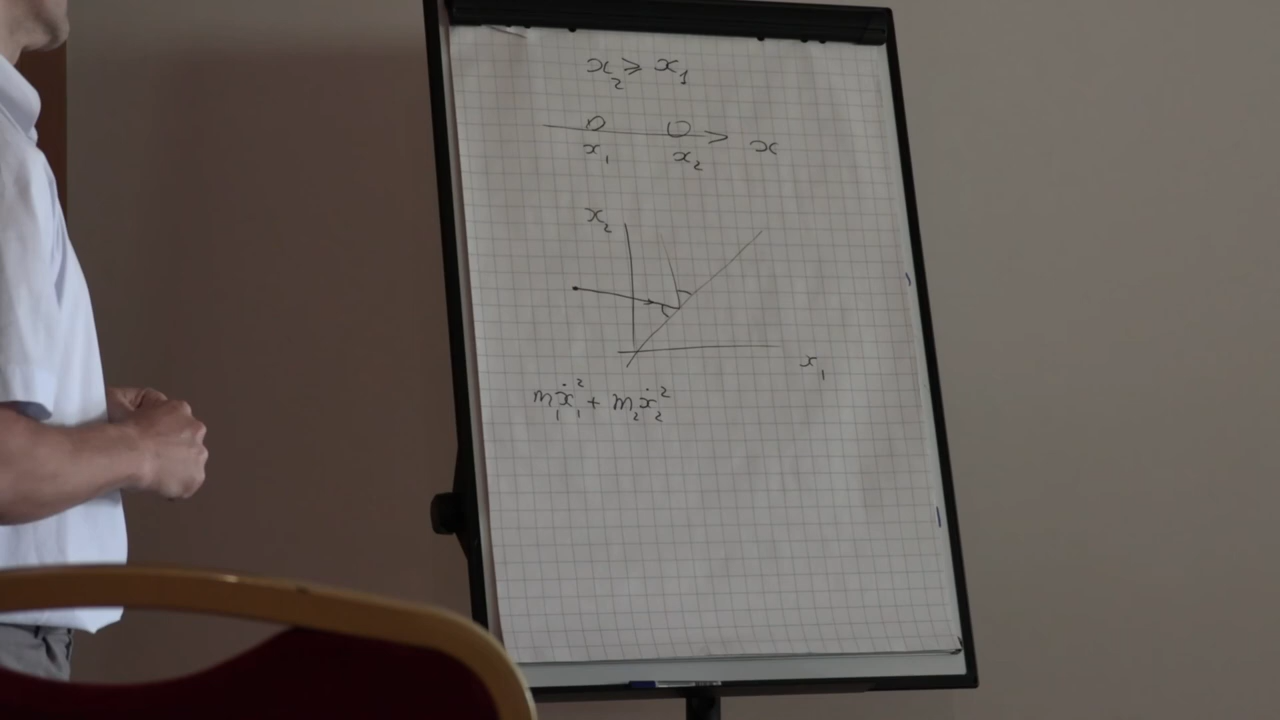 x₂ ⩾ x₁
x₁ x₂ x
x₂
x₁
m₁ẋ₁² + m₂ẋ₂²